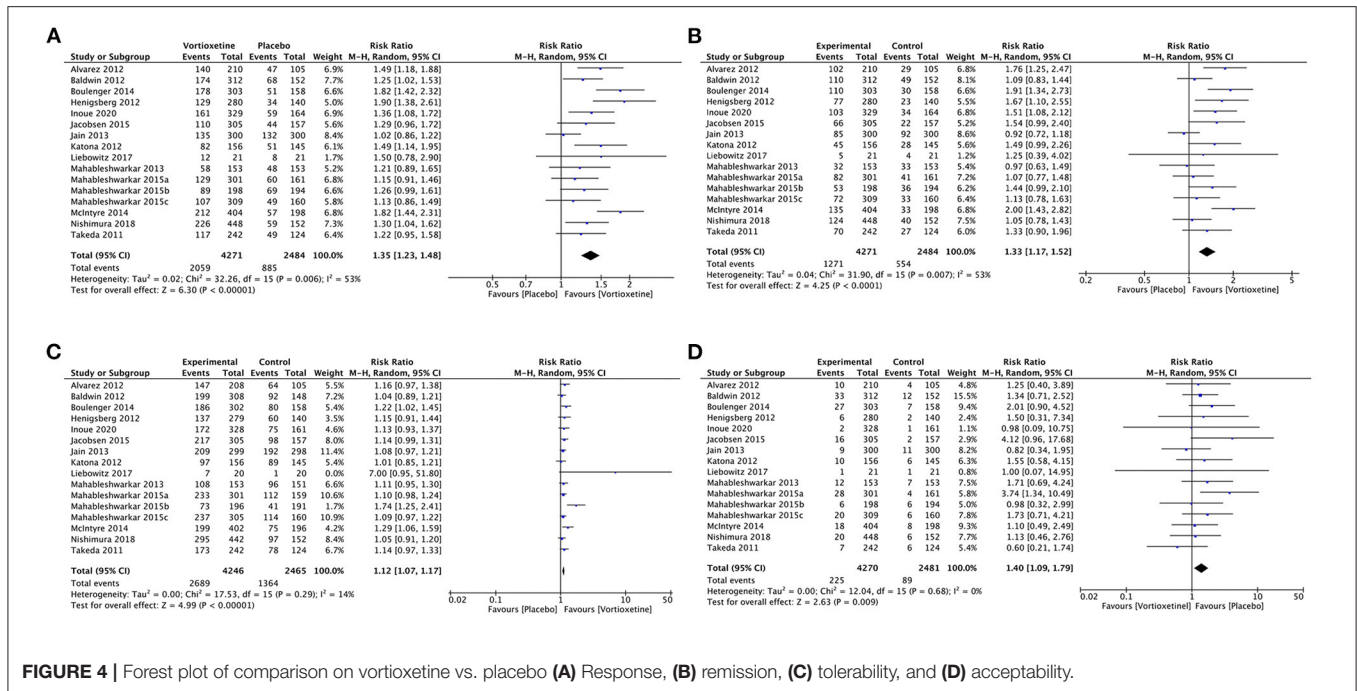 A
Vortioxetine Placebo Risk Ratio Risk Ratio
Study or Subgroup Events Total Events Total Weight M-H, Random, 95% CI M-H, Random, 95% CI
Alvarez 2012 140 210 47 105 6.9% 1.49 [1.18, 1.88]
Baldwin 2012 174 312 68 152 7.7% 1.25 [1.02, 1.53]
Boulenger 2014 178 303 51 158 6.4% 1.82 [1.42, 2.32]
Henigsberg 2012 129 280 34 140 4.7% 1.90 [1.38, 2.61]
Inoue 2020 161 329 59 164 6.8% 1.36 [1.08, 1.72]
Jacobsen 2015 110 305 44 157 5.3% 1.29 [0.96, 1.72]
Jain 2013 135 300 132 300 8.7% 1.02 [0.86, 1.22]
Katona 2012 82 156 51 145 6.0% 1.49 [1.14, 1.95]
Liebowitz 2017 12 21 8 21 1.6% 1.50 [0.78, 2.90]
Mahableshwarkar 2013 58 153 48 153 4.8% 1.21 [0.89, 1.65]
Mahableshwarkar 2015a 129 301 60 161 6.7% 1.15 [0.91, 1.46]
Mahableshwarkar 2015b 89 198 69 194 6.6% 1.26 [0.99, 1.61]
Mahableshwarkar 2015c 107 309 49 160 5.5% 1.13 [0.86, 1.49]
McIntyre 2014 212 404 57 198 6.7% 1.82 [1.44, 2.31]
Nishimura 2018 226 448 59 152 7.1% 1.30 [1.04, 1.62]
Takeda 2011 117 242 49 124 6.4% 1.22 [0.95, 1.58]
Total (95% CI) 4271 2484 100.0% 1.35 [1.23, 1.48]
Total events 2059 885
Heterogeneity: Tau² = 0.02; Chi² = 32.26, df = 15 (P = 0.006); I² = 53%
Test for overall effect: Z = 6.30 (P < 0.00001)
0.5 0.7 1 1.5 2
Favours [Placebo] Favours [Vortioxetine]
B
Experimental Control Risk Ratio Risk Ratio
Study or Subgroup Events Total Events Total Weight M-H, Random, 95% CI M-H, Random, 95% CI
Alvarez 2012 102 210 29 105 6.8% 1.76 [1.25, 2.47]
Baldwin 2012 110 312 49 152 8.1% 1.09 [0.83, 1.44]
Boulenger 2014 110 303 30 158 6.6% 1.91 [1.34, 2.73]
Henigsberg 2012 77 280 23 140 5.4% 1.67 [1.10, 2.55]
Inoue 2020 103 329 34 164 6.9% 1.51 [1.08, 2.12]
Jacobsen 2015 66 305 22 157 5.0% 1.54 [0.99, 2.40]
Jain 2013 85 300 92 300 8.9% 0.92 [0.72, 1.18]
Katona 2012 45 156 28 145 5.6% 1.49 [0.99, 2.26]
Liebowitz 2017 5 21 4 21 1.1% 1.25 [0.39, 4.02]
Mahableshwarkar 2013 32 153 33 153 5.4% 0.97 [0.63, 1.49]
Mahableshwarkar 2015a 82 301 41 161 7.2% 1.07 [0.77, 1.48]
Mahableshwarkar 2015b 53 198 36 194 6.2% 1.44 [0.99, 2.10]
Mahableshwarkar 2015c 72 309 33 160 6.4% 1.13 [0.78, 1.63]
McIntyre 2014 135 404 33 198 6.9% 2.00 [1.43, 2.82]
Nishimura 2018 124 448 40 152 7.5% 1.05 [0.78, 1.43]
Takeda 2011 70 242 27 124 6.1% 1.33 [0.90, 1.96]
Total (95% CI) 4271 2484 100.0% 1.33 [1.17, 1.52]
Total events 1271 554
Heterogeneity: Tau² = 0.04; Chi² = 31.90, df = 15 (P = 0.007); I² = 53%
Test for overall effect: Z = 4.25 (P < 0.0001)
0.2 0.5 1 2 5
Favours [Placebo] Favours [Vortioxetine]
C
Experimental Control Risk Ratio Risk Ratio
Study or Subgroup Events Total Events Total Weight M-H, Random, 95% CI M-H, Random, 95% CI
Alvarez 2012 147 208 64 105 5.5% 1.16 [0.97, 1.38]
Baldwin 2012 199 308 92 148 7.2% 1.04 [0.89, 1.21]
Boulenger 2014 186 302 80 158 5.4% 1.22 [1.02, 1.45]
Henigsberg 2012 137 279 60 140 3.5% 1.15 [0.91, 1.44]
Inoue 2020 172 328 75 161 4.6% 1.13 [0.93, 1.37]
Jacobsen 2015 217 305 98 157 8.3% 1.14 [0.99, 1.31]
Jain 2013 209 299 192 298 11.4% 1.08 [0.97, 1.21]
Katona 2012 97 156 89 145 5.6% 1.01 [0.85, 1.21]
Liebowitz 2017 7 20 1 20 0.0% 7.00 [0.95, 51.80]
Mahableshwarkar 2013 108 153 96 151 7.0% 1.11 [0.95, 1.30]
Mahableshwarkar 2015a 233 301 112 159 10.6% 1.10 [0.98, 1.24]
Mahableshwarkar 2015b 73 196 41 191 1.8% 1.74 [1.25, 2.41]
Mahableshwarkar 2015c 237 305 114 160 10.9% 1.09 [0.97, 1.22]
McIntyre 2014 199 402 75 196 4.3% 1.29 [1.06, 1.59]
Nishimura 2018 295 442 97 152 7.8% 1.05 [0.91, 1.20]
Takeda 2011 173 242 78 124 6.7% 1.14 [0.97, 1.33]
Total (95% CI) 4246 2465 100.0% 1.12 [1.07, 1.17]
Total events 2689 1364
Heterogeneity: Tau² = 0.00; Chi² = 17.53, df = 15 (P = 0.29); I² = 14%
Test for overall effect: Z = 4.99 (P < 0.00001)
0.02 0.1 1 10 50
Favours [Vortioxetine] Favours [Placebo]
D
Experimental Control Risk Ratio Risk Ratio
Study or Subgroup Events Total Events Total Weight M-H, Random, 95% CI M-H, Random, 95% CI
Alvarez 2012 10 210 4 105 4.8% 1.25 [0.40, 3.89]
Baldwin 2012 33 312 12 152 15.5% 1.34 [0.71, 2.52]
Boulenger 2014 27 303 7 158 9.5% 2.01 [0.90, 4.52]
Henigsberg 2012 6 280 2 140 2.4% 1.50 [0.31, 7.34]
Inoue 2020 2 328 1 161 1.1% 0.98 [0.09, 10.75]
Jacobsen 2015 16 305 2 157 2.9% 4.12 [0.96, 17.68]
Jain 2013 9 300 11 300 8.2% 0.82 [0.34, 1.95]
Katona 2012 10 156 6 145 6.4% 1.55 [0.58, 4.15]
Liebowitz 2017 1 21 1 21 0.8% 1.00 [0.07, 14.95]
Mahableshwarkar 2013 12 153 7 153 7.6% 1.71 [0.69, 4.24]
Mahableshwarkar 2015a 28 301 4 161 5.9% 3.74 [1.34, 10.49]
Mahableshwarkar 2015b 6 198 6 194 5.0% 0.98 [0.32, 2.99]
Mahableshwarkar 2015c 20 309 6 160 7.8% 1.73 [0.71, 4.21]
McIntyre 2014 18 404 8 198 9.3% 1.10 [0.49, 2.49]
Nishimura 2018 20 448 6 152 7.7% 1.13 [0.46, 2.76]
Takeda 2011 7 242 6 124 5.4% 0.60 [0.21, 1.74]
Total (95% CI) 4270 2481 100.0% 1.40 [1.09, 1.79]
Total events 225 89
Heterogeneity: Tau² = 0.00; Chi² = 12.04, df = 15 (P = 0.68); I² = 0%
Test for overall effect: Z = 2.63 (P = 0.009)
0.02 0.1 1 10 50
Favours [Vortioxetinel] Favours [Placebo]
FIGURE 4 | Forest plot of comparison on vortioxetine vs. placebo (A) Response, (B) remission, (C) tolerability, and (D) acceptability.